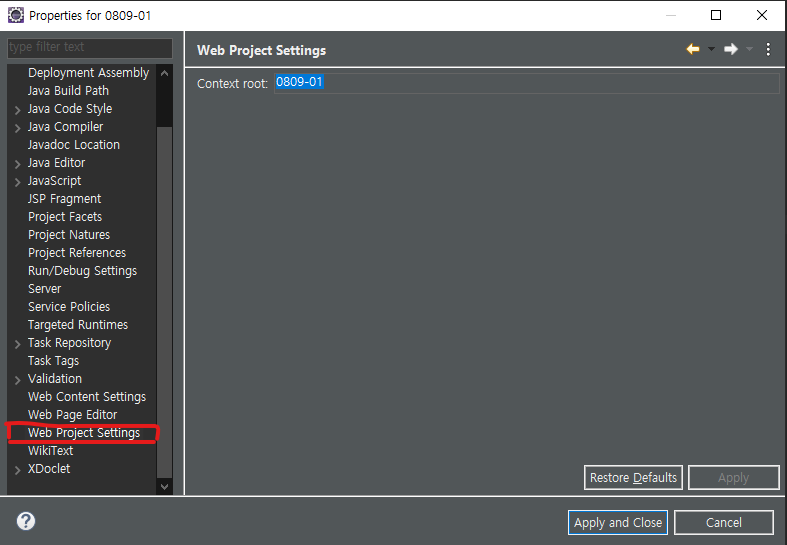 Properties for 0809-01
type filter text
Deployment Assembly
Java Build Path
Java Code Style
Java Compiler
Javadoc Location
Java Editor
JavaScript
JSP Fragment
Project Facets
Project Natures
Project References
Run/Debug Settings
Server
Service Policies
Targeted Runtimes
Task Repository
Task Tags
Validation
Web Content Settings
Web Page Editor
Web Project Settings
WikiText
XDoclet
Web Project Settings
Context root: 0809-01
Restore Defaults Apply
? Apply and Close Cancel